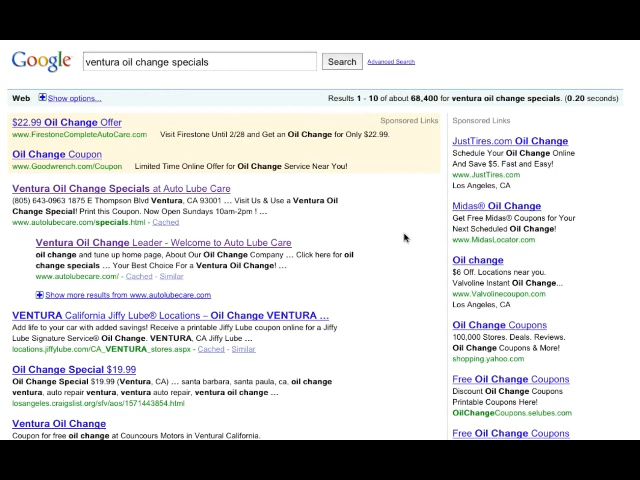 Google
ventura oil change specials
Search
Advanced Search
Web
Show options...
Results 1 - 10 of about 68,400 for ventura oil change specials. (0.20 seconds)
$22.99 Oil Change Offer
Sponsored Links
www.FirestoneCompleteAutoCare.com Visit Firestone Until 2/28 and Get an Oil Change for Only $22.99.
Oil Change Coupon
www.Goodwrench.com/Coupon Limited Time Online Offer for Oil Change Service Near You!
Ventura Oil Change Specials at Auto Lube Care
(805) 643-0963 1875 E Thompson Blvd Ventura, CA 93001 ... Visit Us & Use a Ventura Oil
Change Special! Print this Coupon. Now Open Sundays 10am-2pm ! ...
www.autolubecare.com/specials.html - Cached
Ventura Oil Change Leader - Welcome to Auto Lube Care
oil change and tune up home page, About Our Oil Change Company ... Click here for oil
change specials ... Your Best Choice For a Ventura Oil Change! ...
www.autolubecare.com/ - Cached - Similar
Show more results from www.autolubecare.com
VENTURA California Jiffy Lube® Locations – Oil Change VENTURA ...
Add life to your car with added savings! Receive a printable Jiffy Lube coupon online for a Jiffy
Lube Signature Service® Oil Change. VENTURA, CA Jiffy Lube ...
locations.jiffylube.com/CA_VENTURA_stores.aspx - Cached - Similar
Oil Change Special $19.99
Oil Change Special $19.99 (Ventura, CA) ... santa barbara, santa paula, ca, oil change
ventura, auto repair ventura, ventura auto repair, ventura oil change ...
losangeles.craigslist.org/sfv/aos/1571443854.html
Ventura Oil Change
Coupon for free oil change at Councours Motors in Ventural California.
Sponsored Links
JustTires.com Oil Change
Schedule Your Oil Change Online
And Save $5. Fast and Easy!
www.JustTires.com
Los Angeles, CA
Midas® Oil Change
Get Free Midas® Coupons for Your
Next Scheduled Oil Change!
www.MidasLocator.com
Oil change
$6 Off. Locations near you.
Valvoline Instant Oil Change...
www.Valvolinecoupon.com
Los Angeles, CA
Oil Change Coupons
100,000 Stores. Deals. Reviews.
Oil Change Coupons & More!
shopping.yahoo.com
Free Oil Change Coupons
Discount Oil Change Coupons
Printable Coupons Here!
OilChangeCoupons.selubes.com
Free Oil Change Coupons